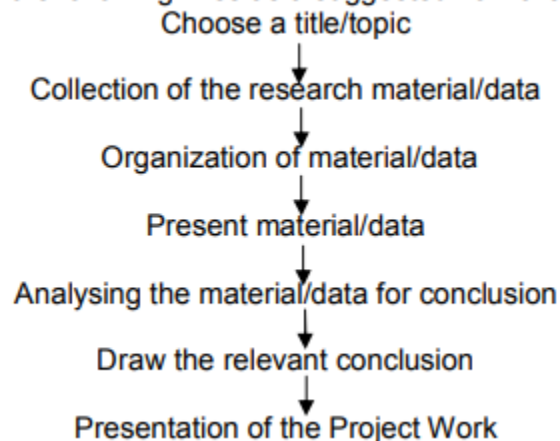 Choose a title/topic
Collection of the research material/data
Organization of material/data
Present material/data
Analysing the material/data for conclusion
Draw the relevant conclusion
Presentation of the Project Work